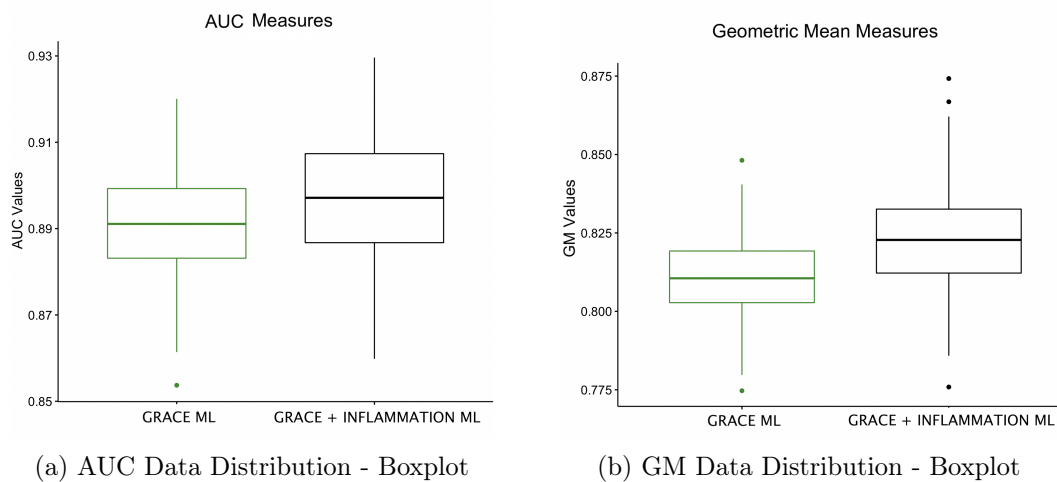 AUC Measures
AUC Values
0.93
0.91
0.89
0.87
0.85
GRACE ML
GRACE + INFLAMMATION ML
(a) AUC Data Distribution - Boxplot
Geometric Mean Measures
GM Values
0.875
0.850
0.825
0.800
0.775
GRACE ML
GRACE + INFLAMMATION ML
(b) GM Data Distribution - Boxplot